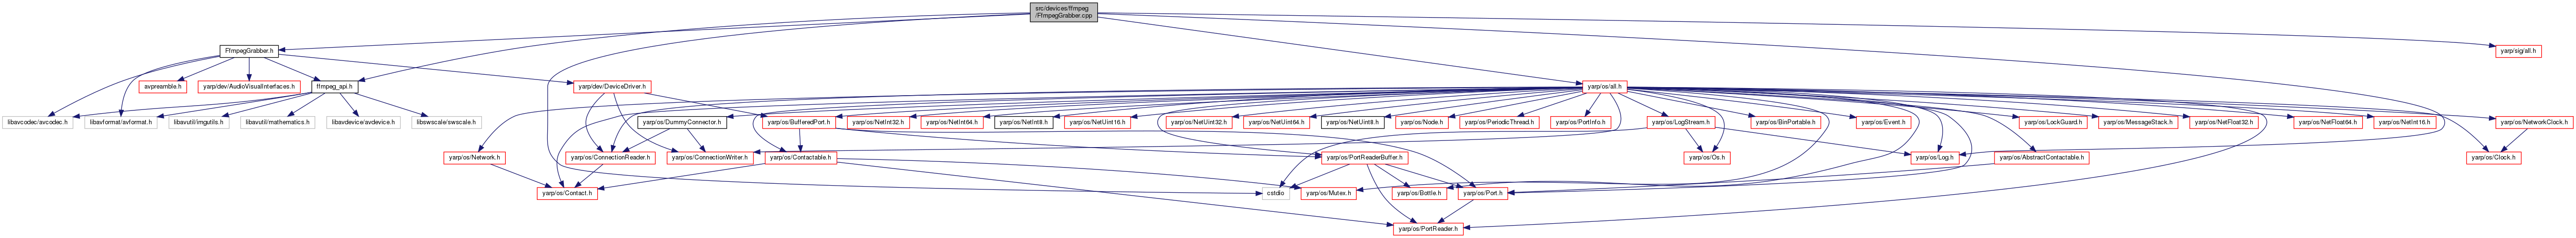 src/devices/ffmpeg
/FfmpegGrabber.cpp
FfmpegGrabber.h
yarp/sig/all.h
avpreamble.h
yarp/dev/AudioVisualInterfaces.h
ffmpeg_api.h
yarp/dev/DeviceDriver.h
yarp/os/all.h
libavcodec/avcodec.h
libavformat/avformat.h
libavutil/imgutils.h
libavutil/mathematics.h
libavdevice/avdevice.h
libswscale/swscale.h
yarp/os/DummyConnector.h
yarp/os/BufferedPort.h
yarp/os/NetInt32.h
yarp/os/NetInt64.h
yarp/os/NetInt8.h
yarp/os/NetUint16.h
yarp/os/NetUint32.h
yarp/os/NetUint64.h
yarp/os/NetUint8.h
yarp/os/Node.h
yarp/os/PeriodicThread.h
yarp/os/PortInfo.h
yarp/os/LogStream.h
yarp/os/BinPortable.h
yarp/os/Event.h
yarp/os/LockGuard.h
yarp/os/MessageStack.h
yarp/os/NetFloat32.h
yarp/os/NetFloat64.h
yarp/os/NetInt16.h
yarp/os/NetworkClock.h
yarp/os/Network.h
yarp/os/ConnectionReader.h
yarp/os/ConnectionWriter.h
yarp/os/Contactable.h
yarp/os/PortReaderBuffer.h
yarp/os/Os.h
yarp/os/Log.h
yarp/os/AbstractContactable.h
yarp/os/Clock.h
yarp/os/Contact.h
cstdio
yarp/os/Mutex.h
yarp/os/Bottle.h
yarp/os/Port.h
yarp/os/PortReader.h